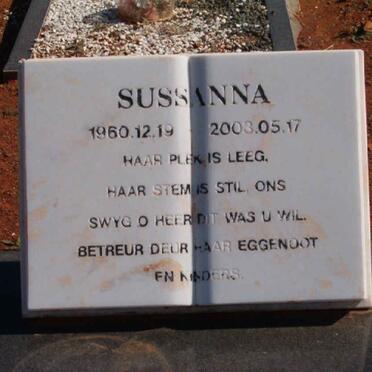 SUSSANNA
1960.12.19 2003.05.17
HAAR PLEK IS LEEG,
HAAR STEM IS STIL, ONS
SWYG O HEER DIT WAS U WIL.
BETREUR DEUR HAAR EGGENOOT
EN KINDERS.